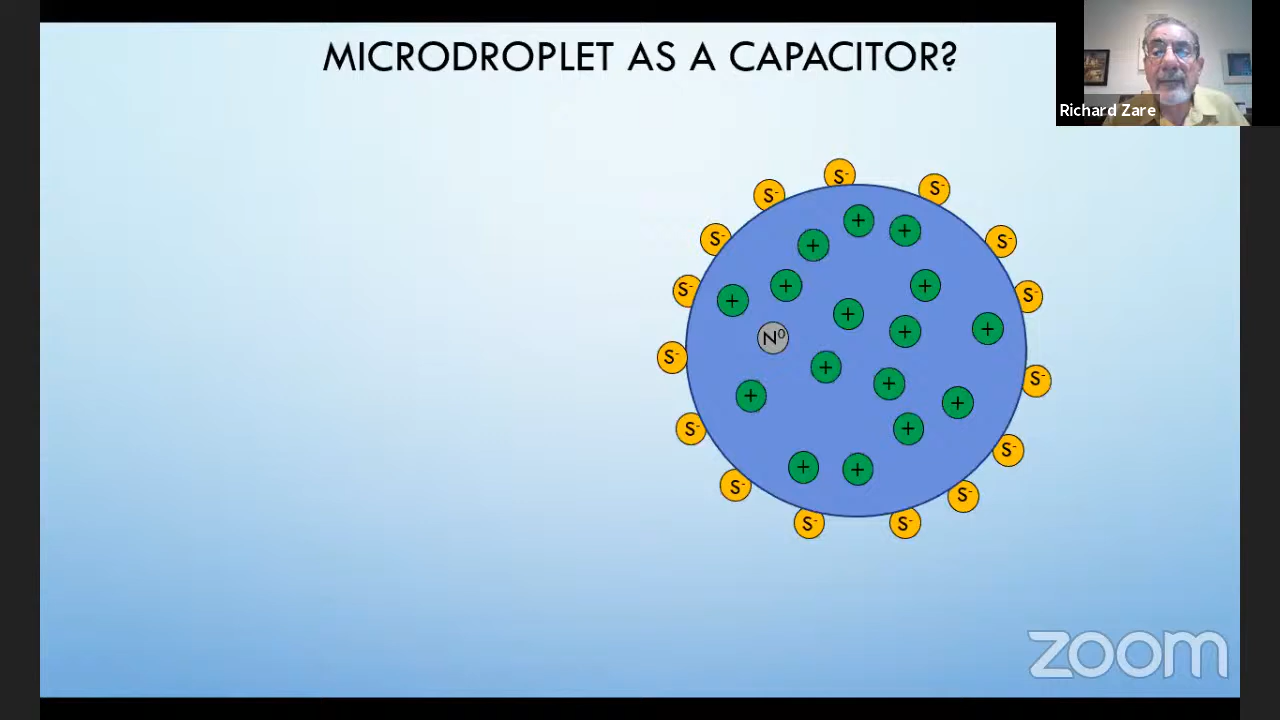 MICRODROPLET AS A CAPACITOR?
Richard Zare
S-
S-
S-
S-
S-
+
+
+
S-
S-
+
+
+
S-
+
N⁰
+
+
S-
+
+
S-
+
+
S-
+
S-
+
+
S-
S-
S-
S-
zoom